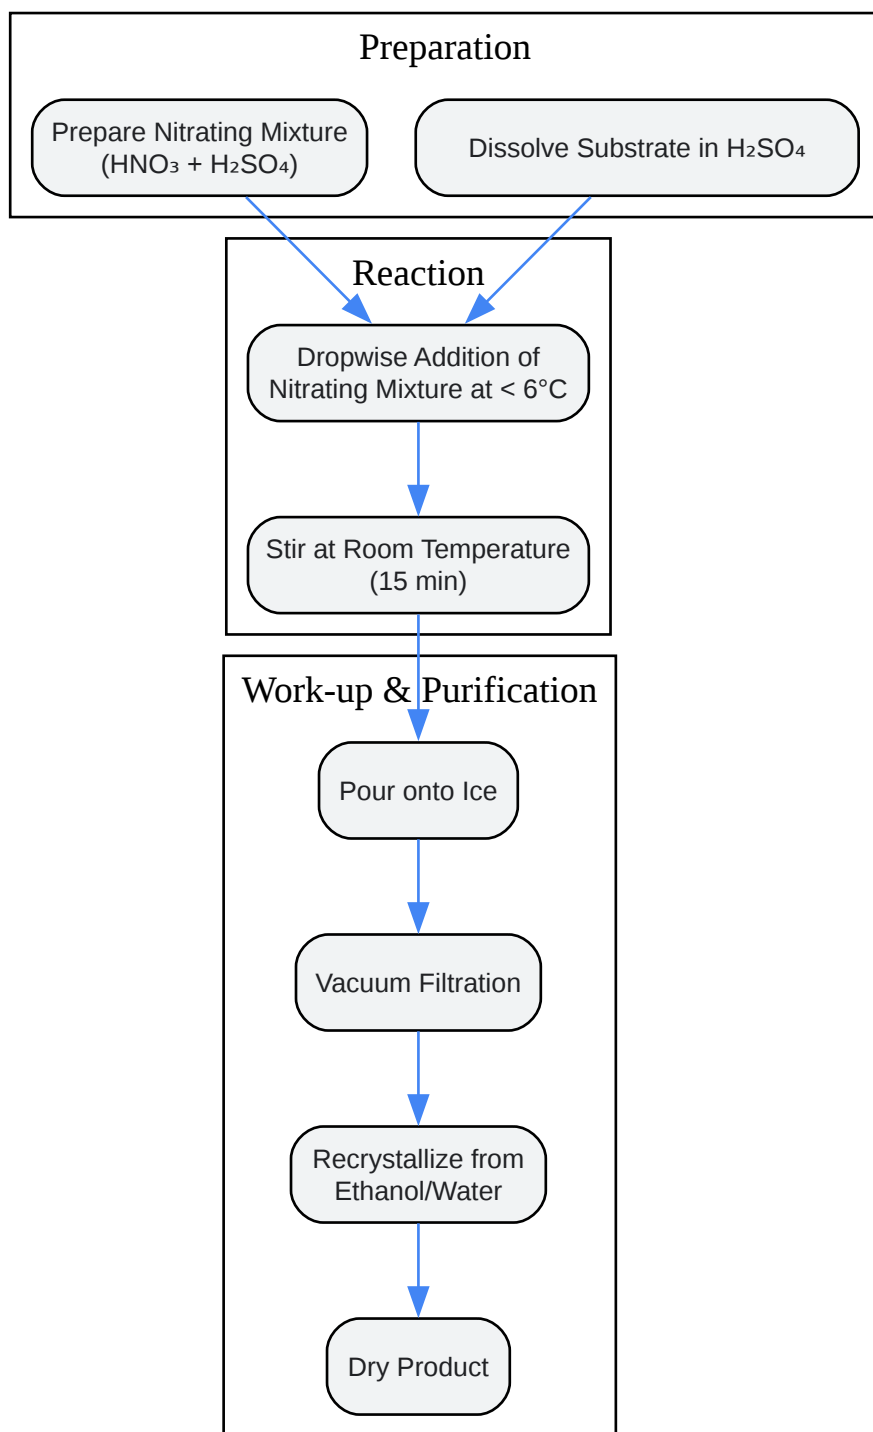 Preparation
Prepare Nitrating Mixture
(HNO₃ + H₂SO₄)
Dissolve Substrate in H₂SO₄
Reaction
Dropwise Addition of
Nitrating Mixture at < 6°C
Stir at Room Temperature
(15 min)
Work-up & Purification
Pour onto Ice
Vacuum Filtration
Recrystallize from
Ethanol/Water
Dry Product